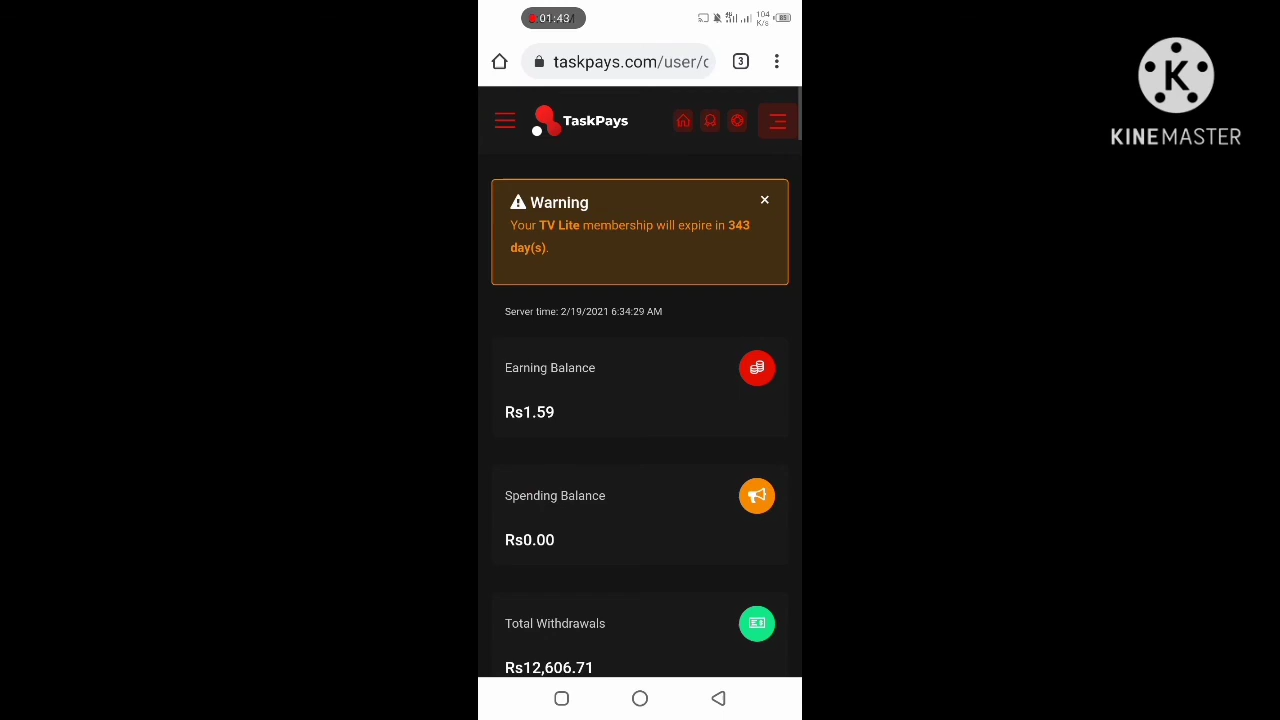 01:43
104
K/s
88
taskpays.com/user/c
3
TaskPays
K
KINEMASTER
Warning
Your TV Lite membership will expire in 343
day(s).
Server time: 2/19/2021 6:34:29 AM
Earning Balance
Rs1.59
Spending Balance
Rs0.00
Total Withdrawals
Rs12,606.71